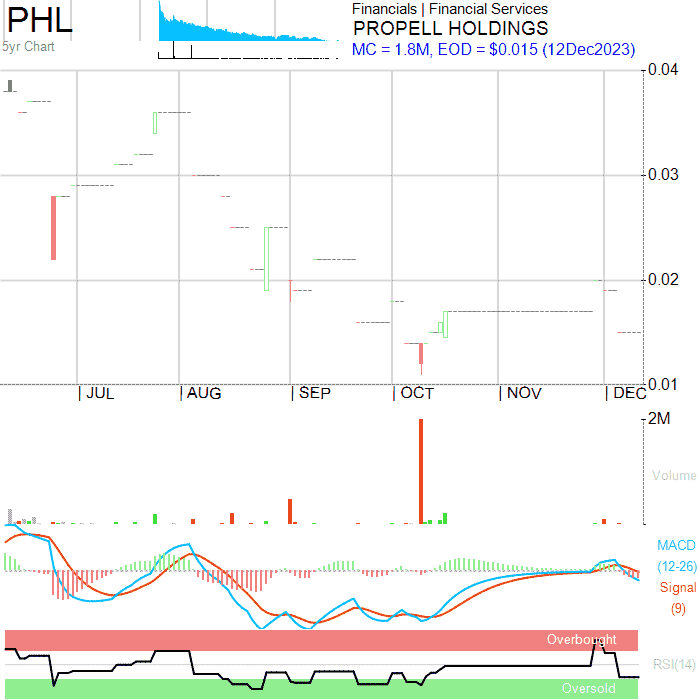 PHL
5yr Chart
Financials | Financial Services
PROPELL HOLDINGS
MC = 1.8M, EOD = $0.015 (12Dec2023)
0.04
0.03
0.02
0.01
| JUL | AUG | SEP | OCT | NOV | DEC
2M
Volume
MACD
(12-26)
Signal
(9)
Overbought
RSI(14)
Oversold